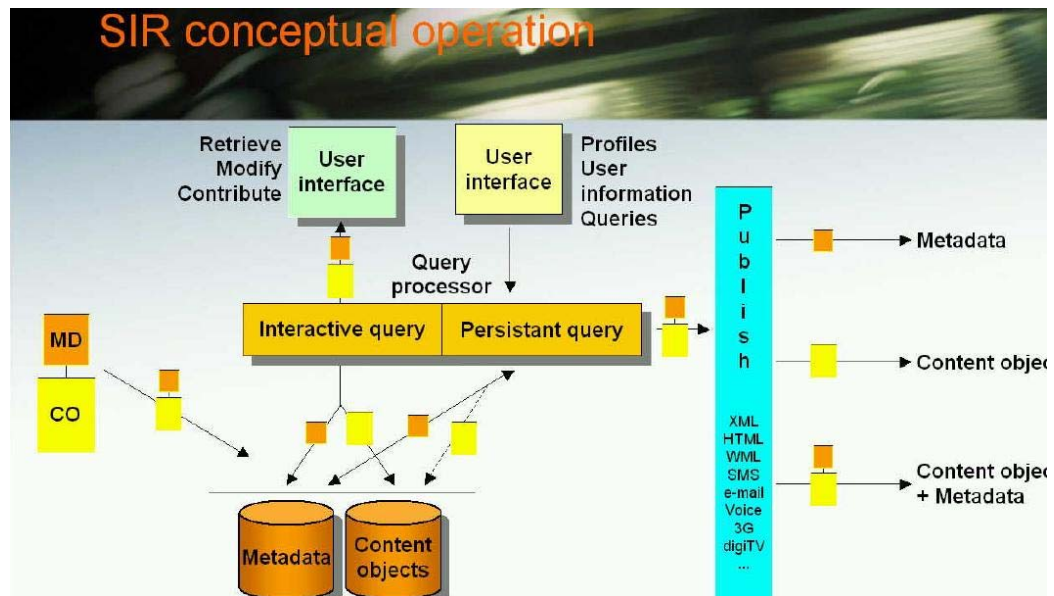 SIR conceptual operation
Retrieve
Modify
Contribute
User
interface
User
interface
Profiles
User
information
Queries
Query
processor
Interactive query
Persistant query
MD
CO
Metadata
Content
objects
P
u
b
l
i
s
h
XML
HTML
WML
SMS
e-mail
Voice
3G
digiTV
...
Metadata
Content objec
Content objec
+ Metadata